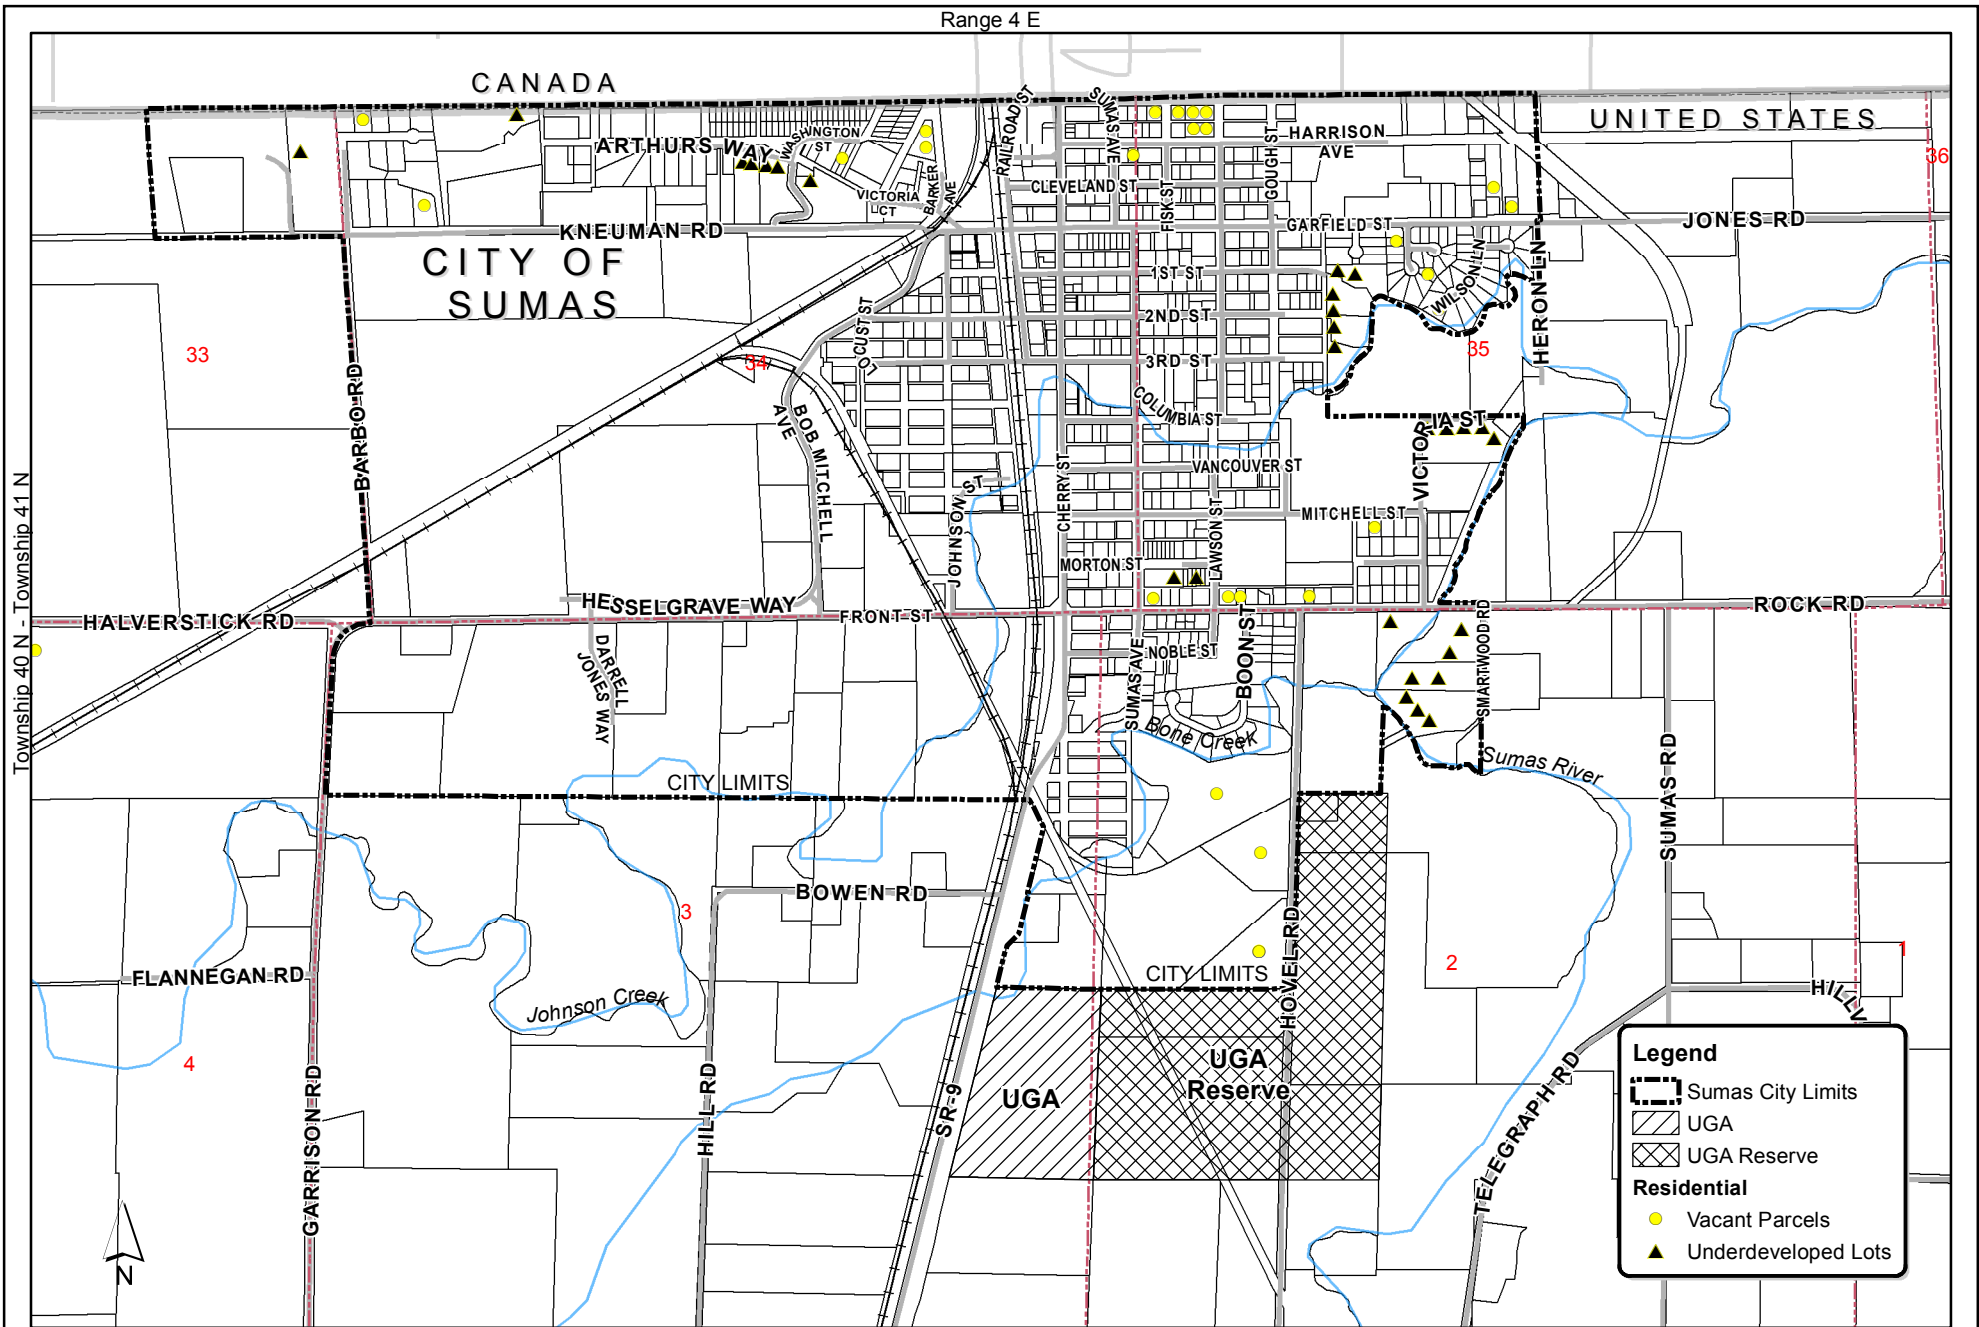 Range 4 E
CANADA
UNITED STATES
SUMAS AVE
RAILROAD ST
WASHINGTON
ST
ARTHURS WAY
HARRISON
AVE
36
GOUGH ST
CLEVELAND ST
VICTORIA
CT
BARKER
AVE
FISK ST
JONES RD
KNEUMAN RD
GARFIELD ST
CITY OF
SUMAS
1ST ST
WILSON LN
HERON LN
2ND ST
LOCUST ST
33
34
3RD ST
35
BARBO RD
COLUMBIA ST
BOB MITCHELL
AVE
VICTORIA ST
VANCOUVER ST
CHERRY ST
JOHNSON ST
MITCHELL ST
LAWSON ST
MORTON ST
Township 40 N - Township 41 N
HESSELGRAVE WAY
ROCK RD
HALVERSTICK RD
FRONT ST
DARRELL
JONES WAY
NOBLE ST
BOON ST
SUMAS AVE
SMARTWOOD RD
Bone Creek
Sumas River
SUMAS RD
CITY LIMITS
BOWEN RD
3
HOVEL RD
2
1
FLANNEGAN RD
CITY LIMITS
HILLV
Johnson Creek
4
UGA
Reserve
UGA
SR-9
HILL RD
GARRISON RD
TELEGRAPH RD
N
Legend
Sumas City Limits
UGA
UGA Reserve
Residential
Vacant Parcels
Underdeveloped Lots